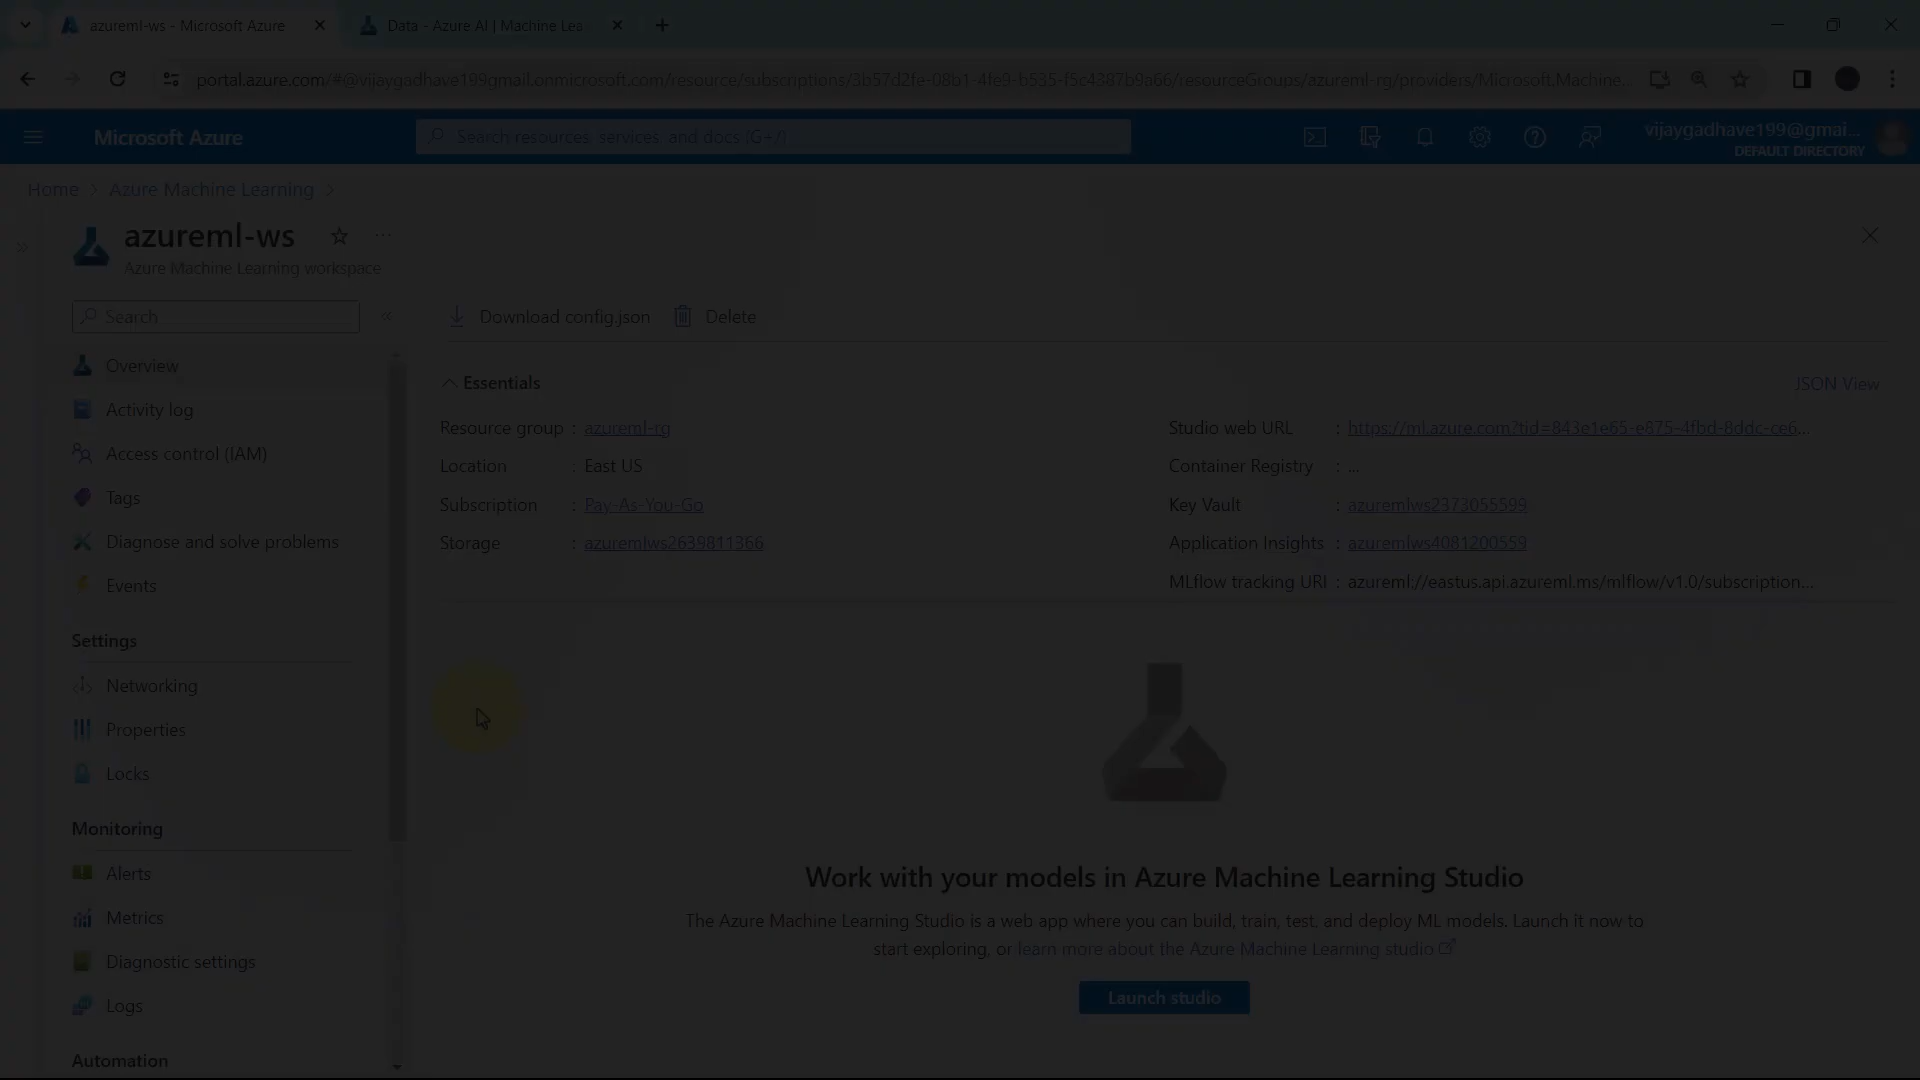 azureml-ws - Microsoft Azure
Data - Azure AI | Machine Lea
portal.azure.com/#@vijaygadhave199gmail.onmicrosoft.com/resource/subscriptions/3b57d2fe-08b1-4fe9-b535-f5c4387b9a66/resourceGroups/azureml-rg/providers/Microsoft.Machine...
Microsoft Azure
Search resources, services, and docs (G+/)
vijaygadhave199@gmai...
DEFAULT DIRECTORY
Home > Azure Machine Learning >
azureml-ws
Azure Machine Learning workspace
Search
Download config.json
Delete
Overview
Activity log
Access control (IAM)
Tags
Diagnose and solve problems
Events
Settings
Networking
Properties
Locks
Monitoring
Alerts
Metrics
Diagnostic settings
Logs
Automation
Essentials
JSON View
Resource group : azureml-rg
Location : East US
Subscription : Pay-As-You-Go
Storage : azuremlws2639811366
Studio web URL : https://ml.azure.com?tid=843e1e65-e875-4fbd-8ddc-ce6...
Container Registry : ...
Key Vault : azuremlws2373055599
Application Insights : azuremlws4081200559
MLflow tracking URI : azureml://eastus.api.azureml.ms/mlflow/v1.0/subscription...
Work with your models in Azure Machine Learning Studio
The Azure Machine Learning Studio is a web app where you can build, train, test, and deploy ML models. Launch it now to
start exploring, or learn more about the Azure Machine Learning studio
Launch studio